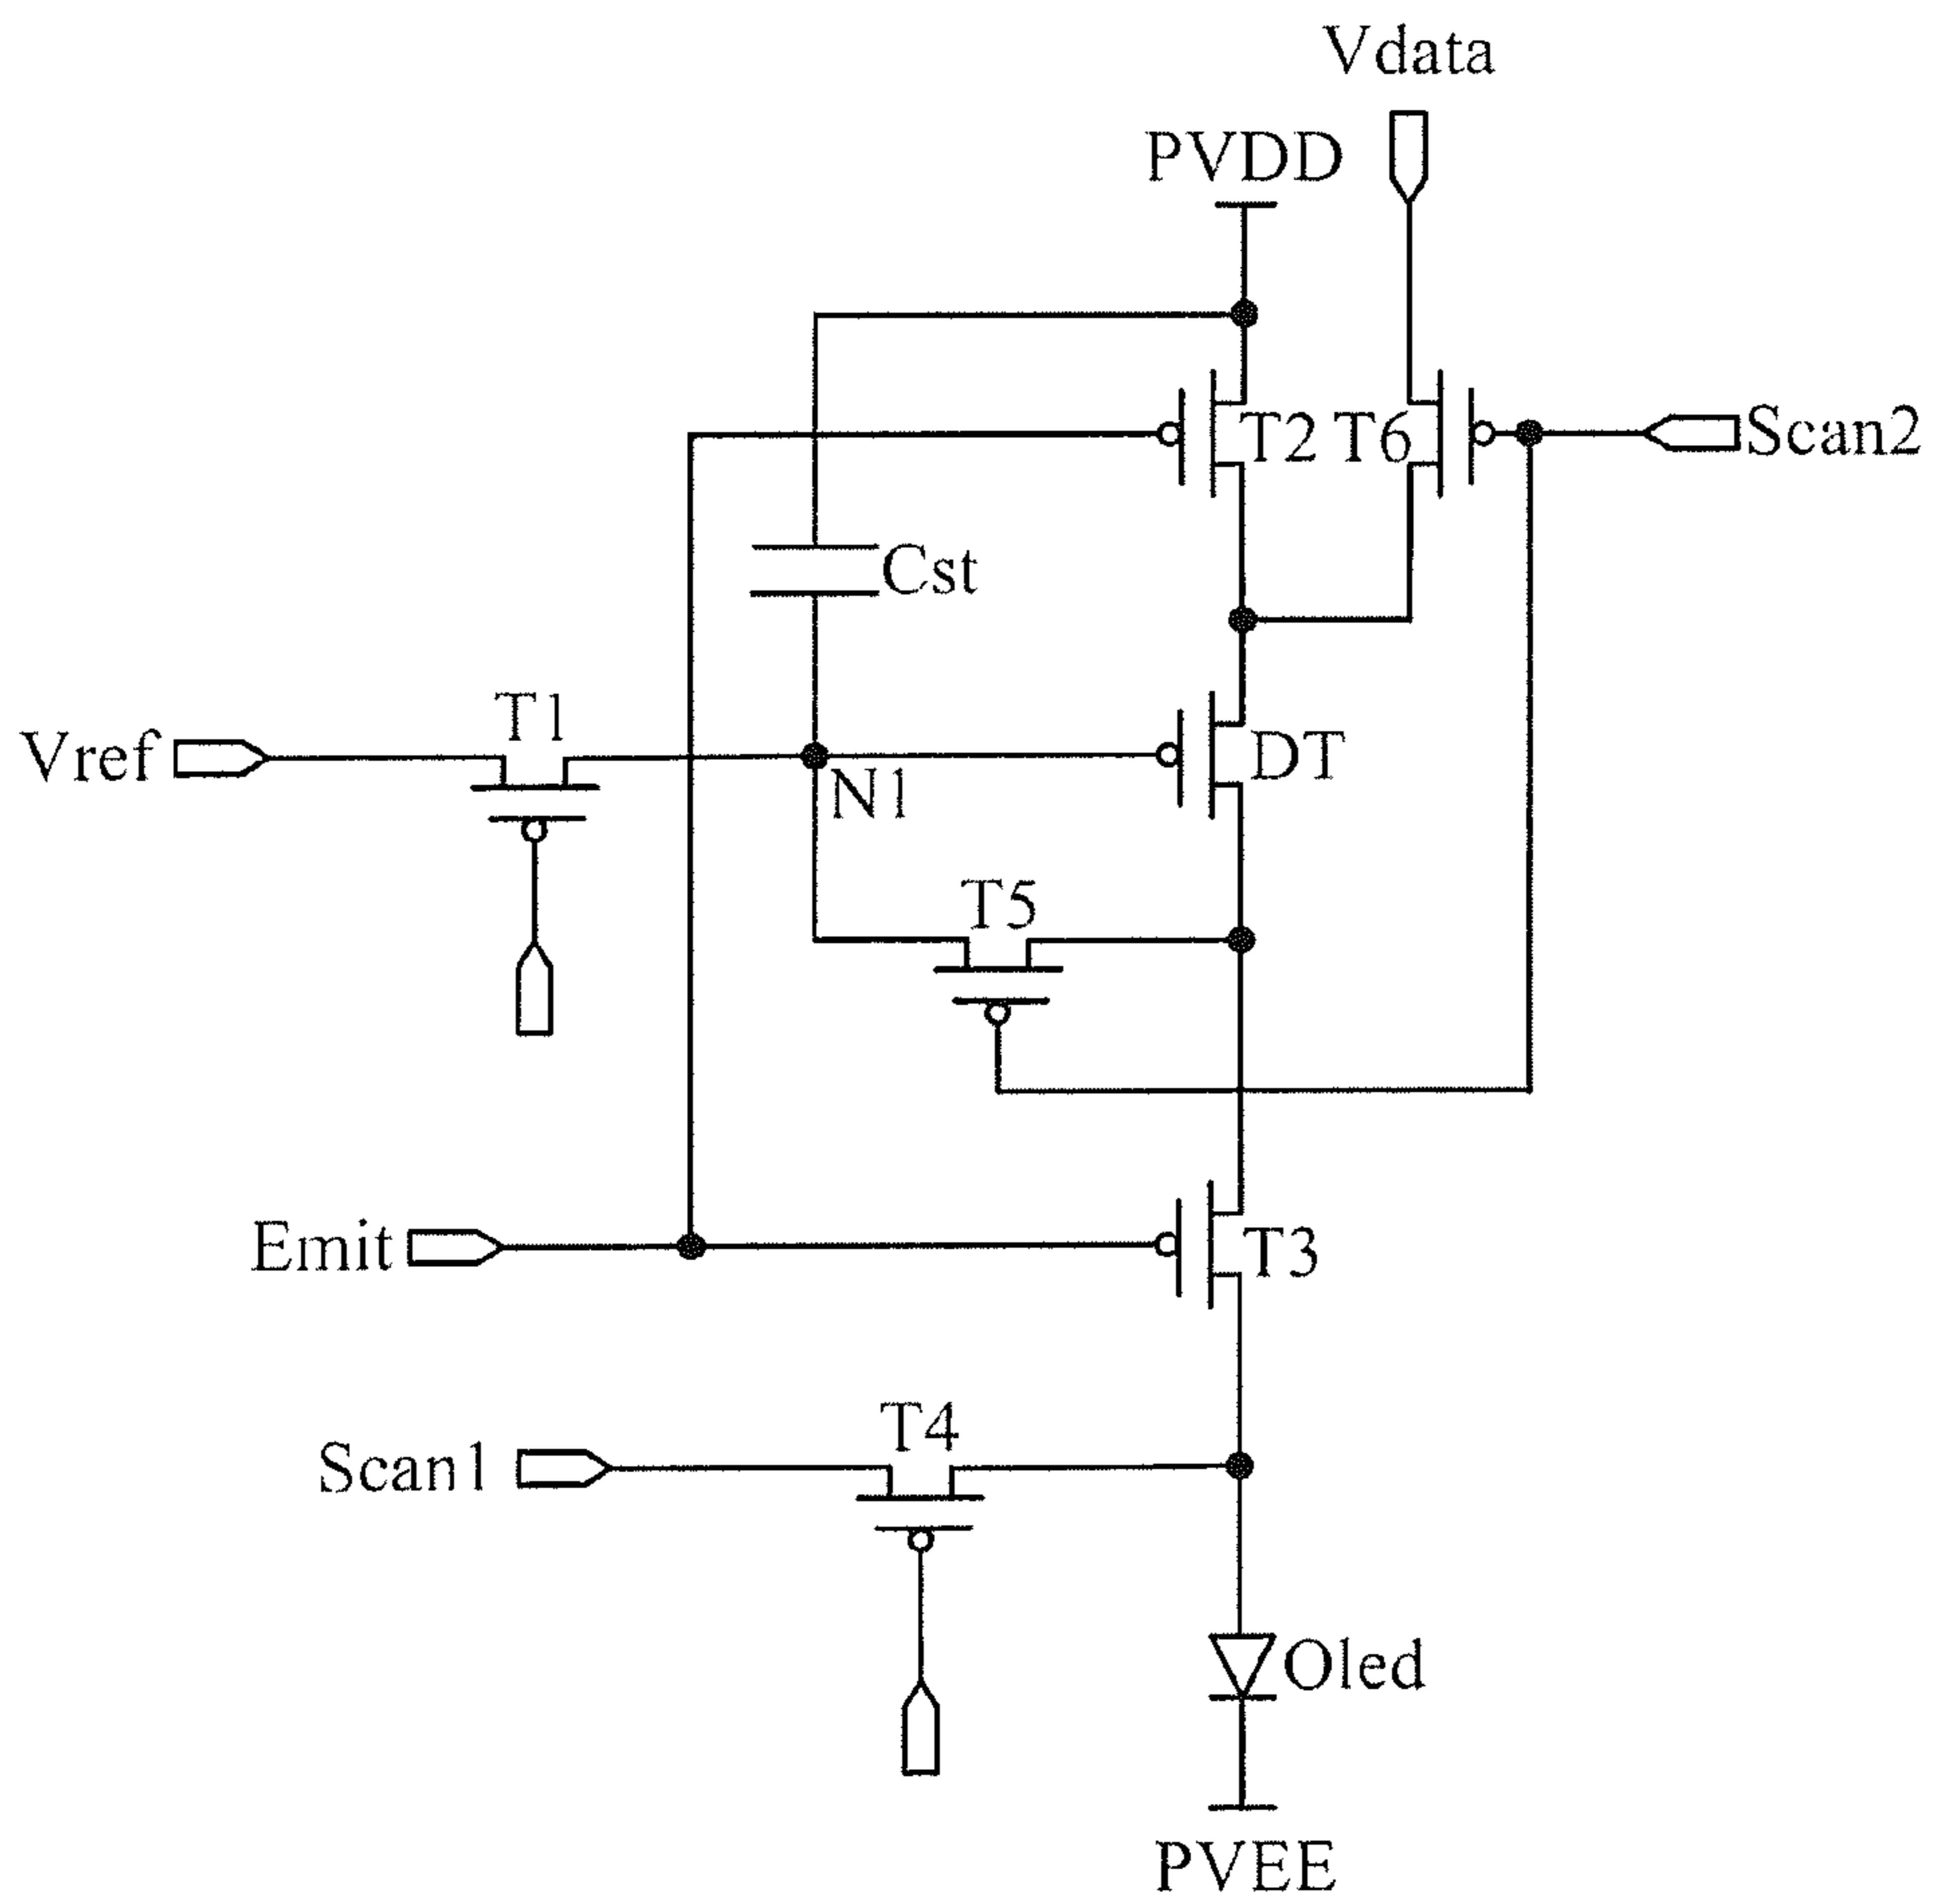 Vdata
PVDD
T2
T6
Scan2
Cst
T1
Vref
DT
N1
T5
Emit
T3
T4
Scan1
Oled
PVEE